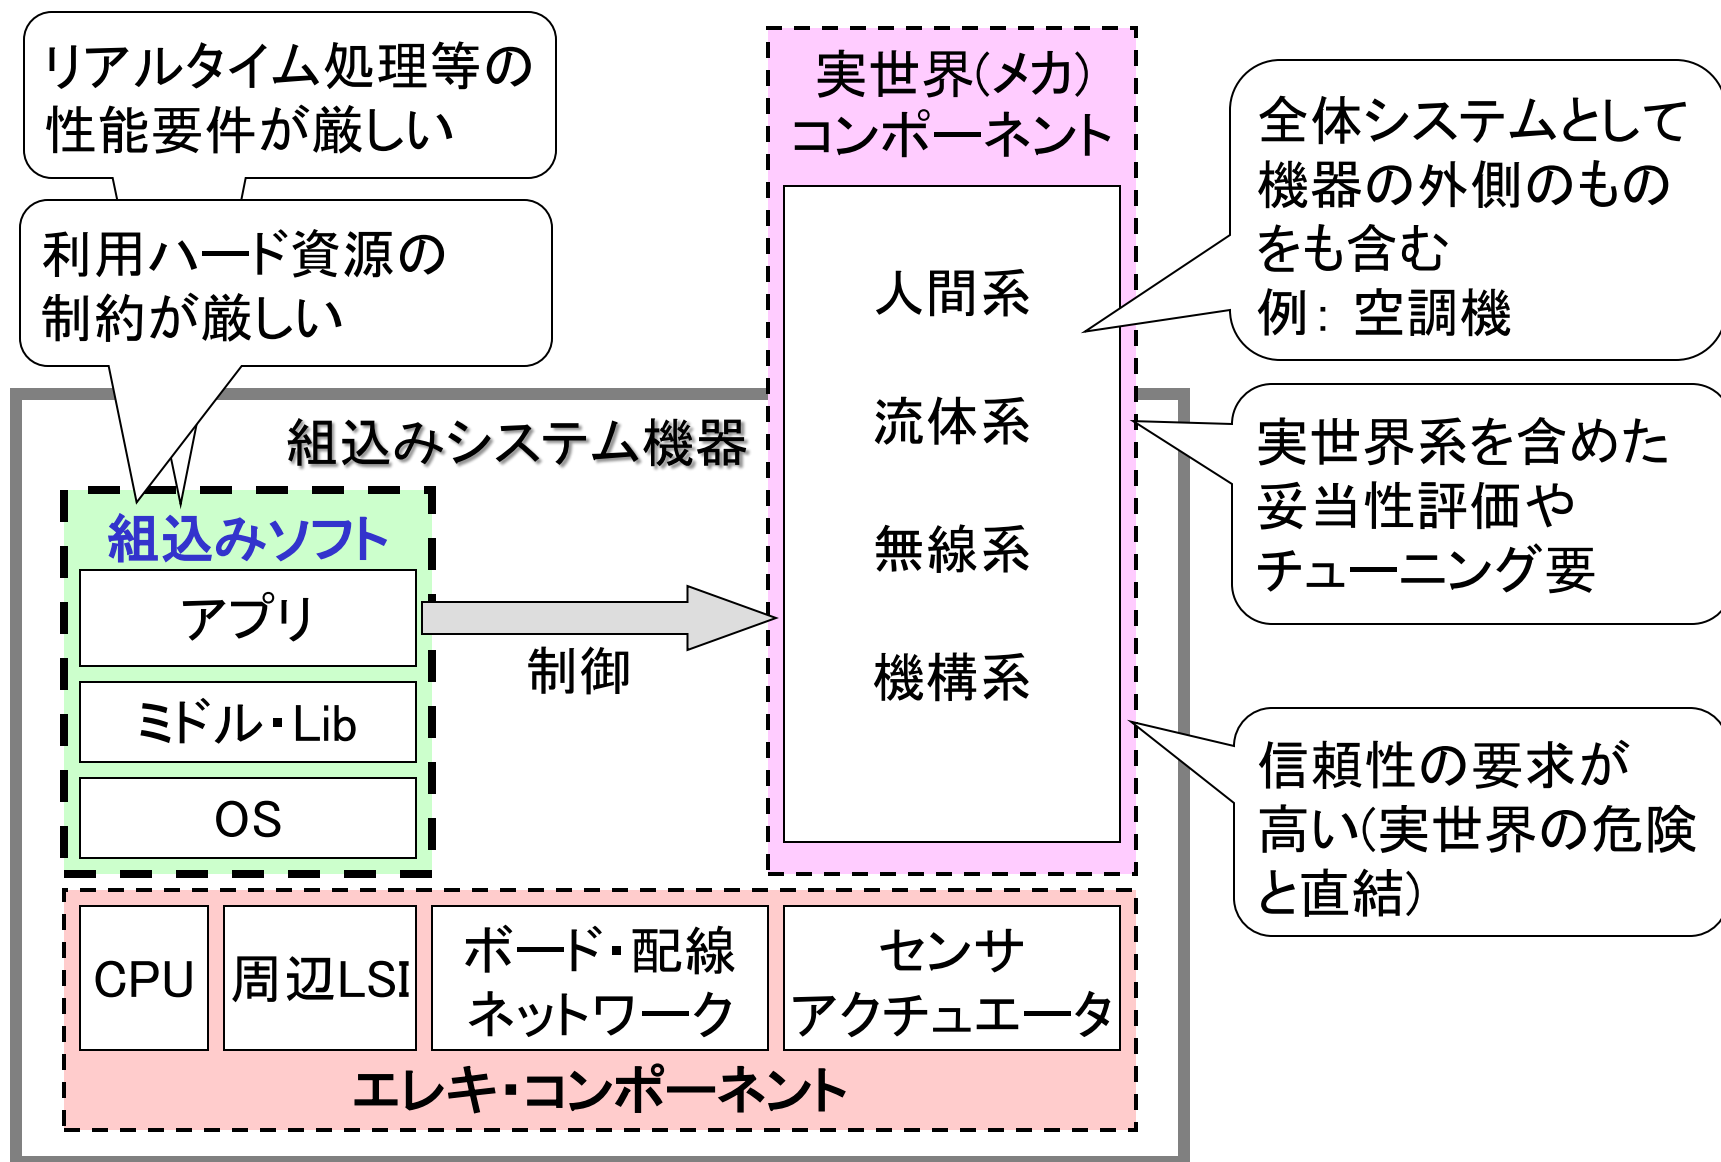 リアルタイム処理等の
性能要件が厳しい
利用ハード資源の
制約が厳しい
実世界(メカ)
コンポーネント
人間系
流体系
無線系
機構系
全体システムとして
機器の外側のもの
をも含む
例： 空調機
実世界系を含めた
妥当性評価や
チューニング要
信頼性の要求が
高い(実世界の危険
と直結)
組込みシステム機器
組込みソフト
アプリ
ミドル・Lib
OS
制御
CPU
周辺LSI
ボード・配線
ネットワーク
センサ
アクチュエータ
エレキ・コンポーネント